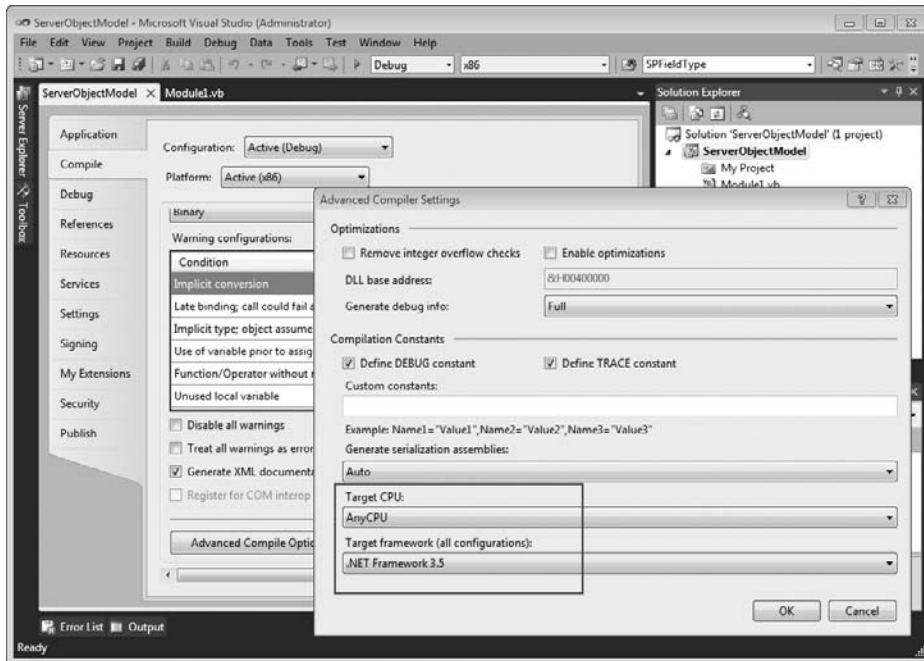 ServerObjectModel - Microsoft Visual Studio (Administrator)
File Edit View Project Build Debug Data Tools Test Window Help
Debug x86 SPFieldType
ServerObjectModel Module1.vb
Solution Explorer
Server Explorer
Toolbox
Solution 'ServerObjectModel' (1 project)
ServerObjectModel
My Project
Module1.vb
Application
Compile
Debug
References
Resources
Services
Settings
Signing
My Extensions
Security
Publish
Configuration: Active (Debug)
Platform: Active (x86)
Binary
Warning configurations:
Condition
Implicit conversion
Late binding; call could fail
Implicit type; object assume
Use of variable prior to assig
Function/Operator without
Unused local variable
Disable all warnings
Treat all warnings as error
Generate XML documenta
Register for COM interop
Advanced Compile Optio
Advanced Compiler Settings
Optimizations
Remove integer overflow checks Enable optimizations
DLL base address: &H00400000
Generate debug info: Full
Compilation Constants
Define DEBUG constant Define TRACE constant
Custom constants:
Example: Name1="Value1",Name2="Value2",Name3="Value3"
Generate serialization assemblies:
Auto
Target CPU:
AnyCPU
Target framework (all configurations):
.NET Framework 3.5
OK Cancel
Error List Output
Ready